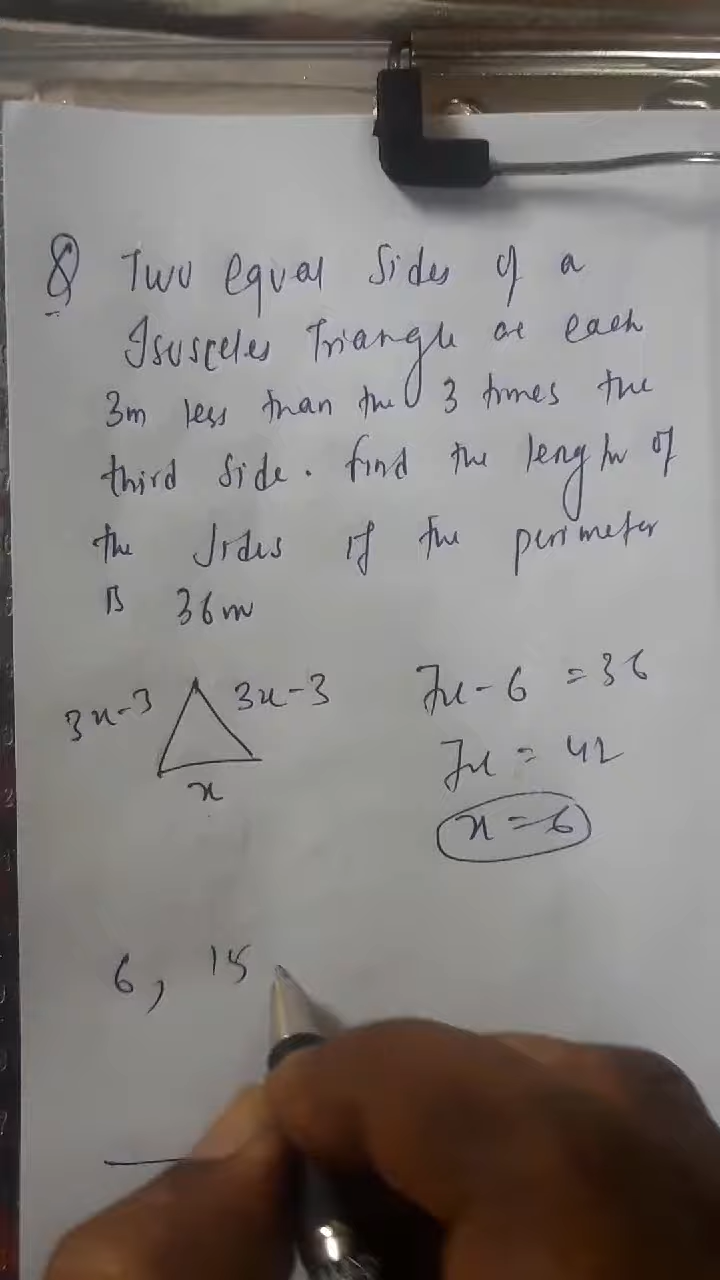 Q Two equal sides of a
Isusceles Triangle are each
3m less than the 3 times the
third side. find the length of
the sides if the perimeter
is 36m
3x-3 3x-3
x
7x-6 = 36
7x = 42
x = 6
6, 15